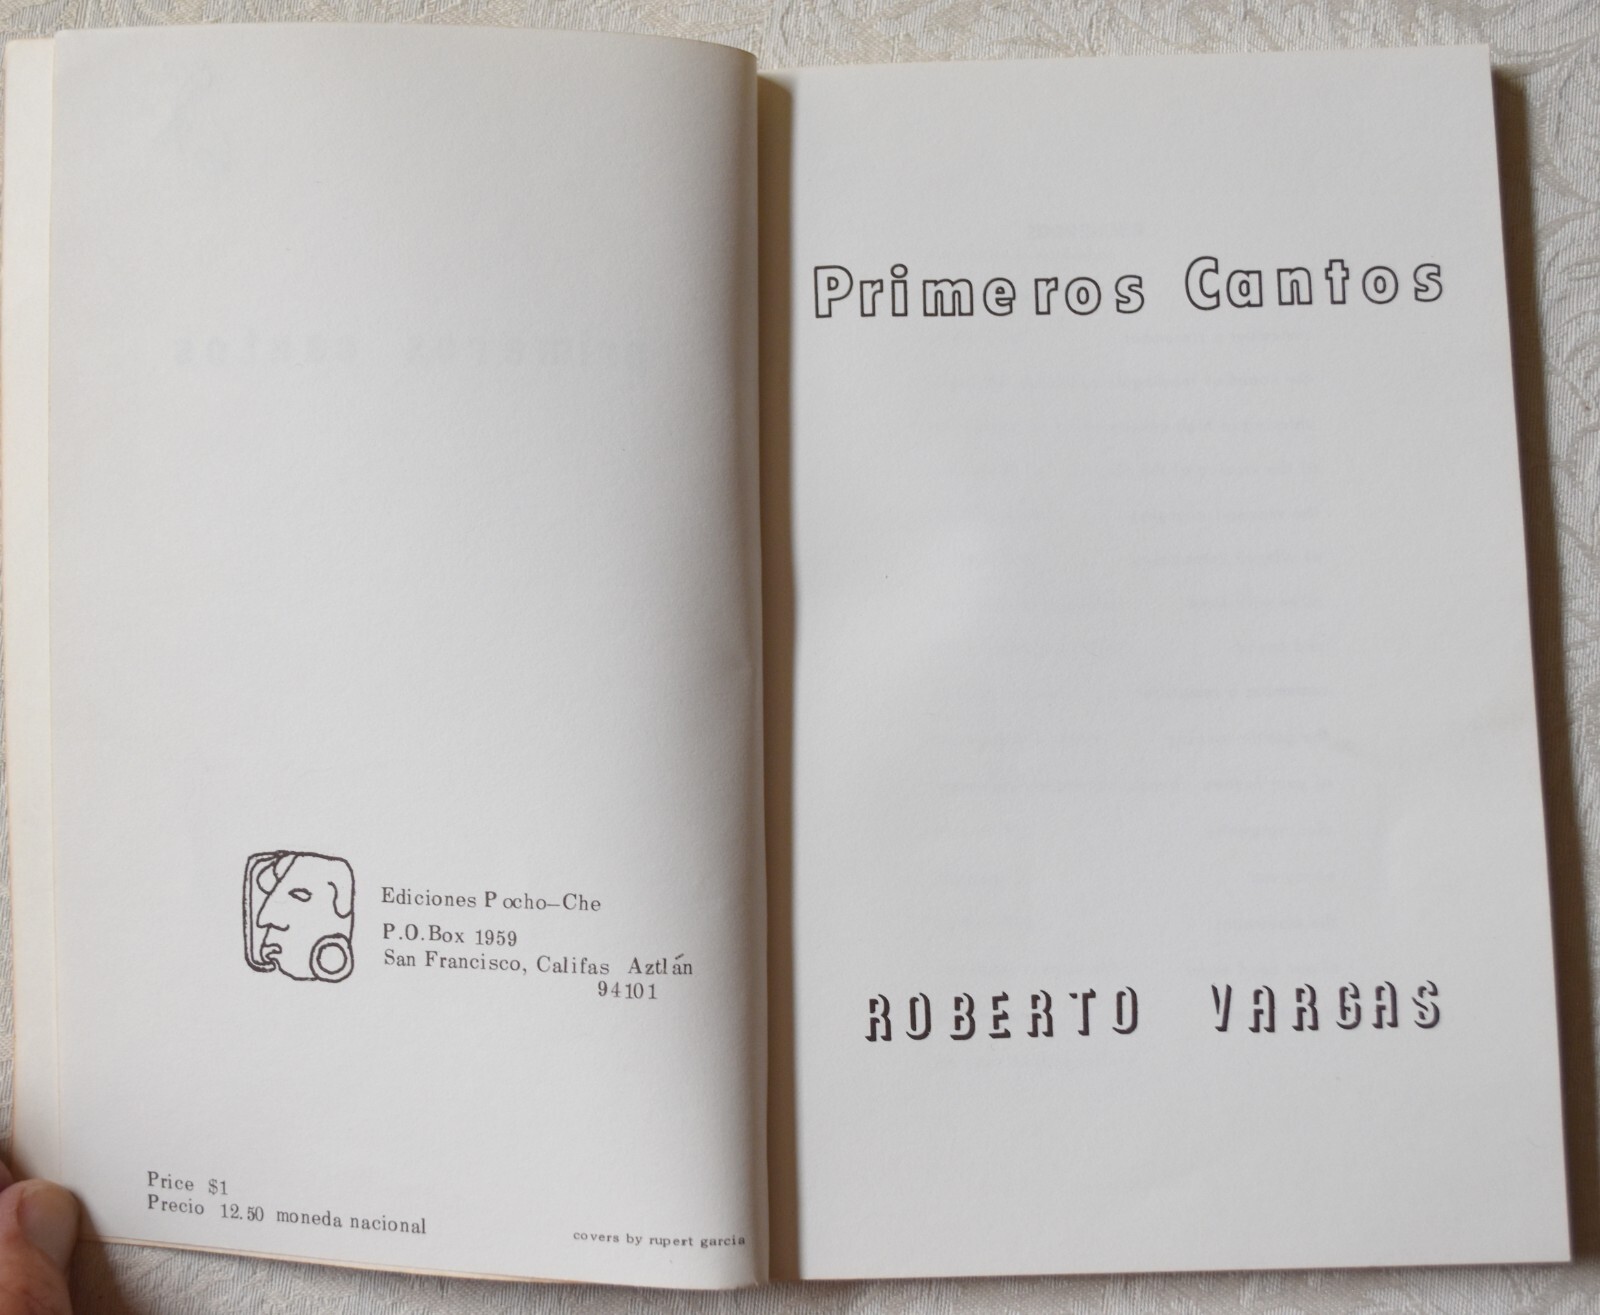 Ediciones Pocho-Che
P.O.Box 1959
San Francisco, Califas Aztlán
94101
Price $1
Precio 12.50 moneda nacional
covers by rupert garcia
Primeros Cantos
ROBERTO VARGAS